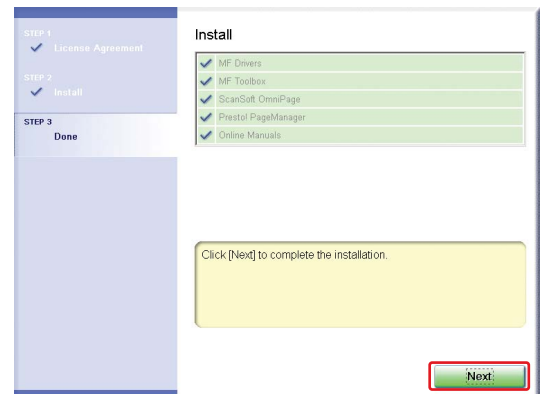 STEP 1
License Agreement
STEP 2
Install
STEP 3
Done
Install
MF Drivers
MF Toolbox
ScanSoft OmniPage
Presto! PageManager
Online Manuals
Click [Next] to complete the installation.
Next